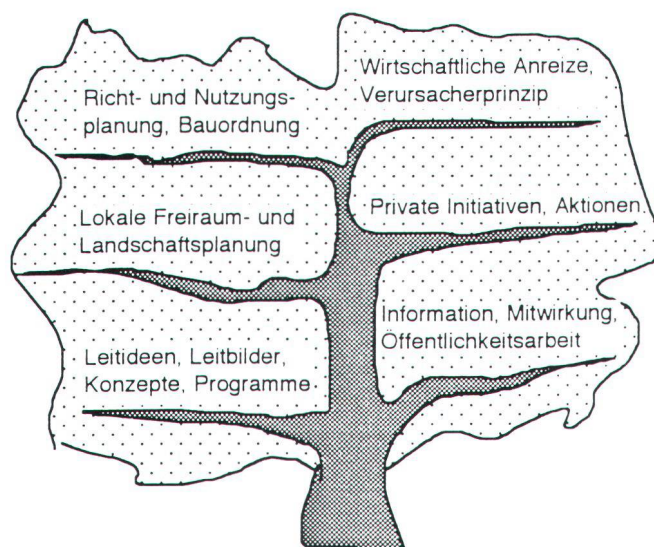 Richt- und Nutzungs-
planung, Bauordnung
Wirtschaftliche Anreize,
Verursacherprinzip
Lokale Freiraum- und
Landschaftsplanung
Private Initiativen, Aktionen
Leitideen, Leitbilder,
Konzepte, Programme
Information, Mitwirkung,
Öffentlichkeitsarbeit